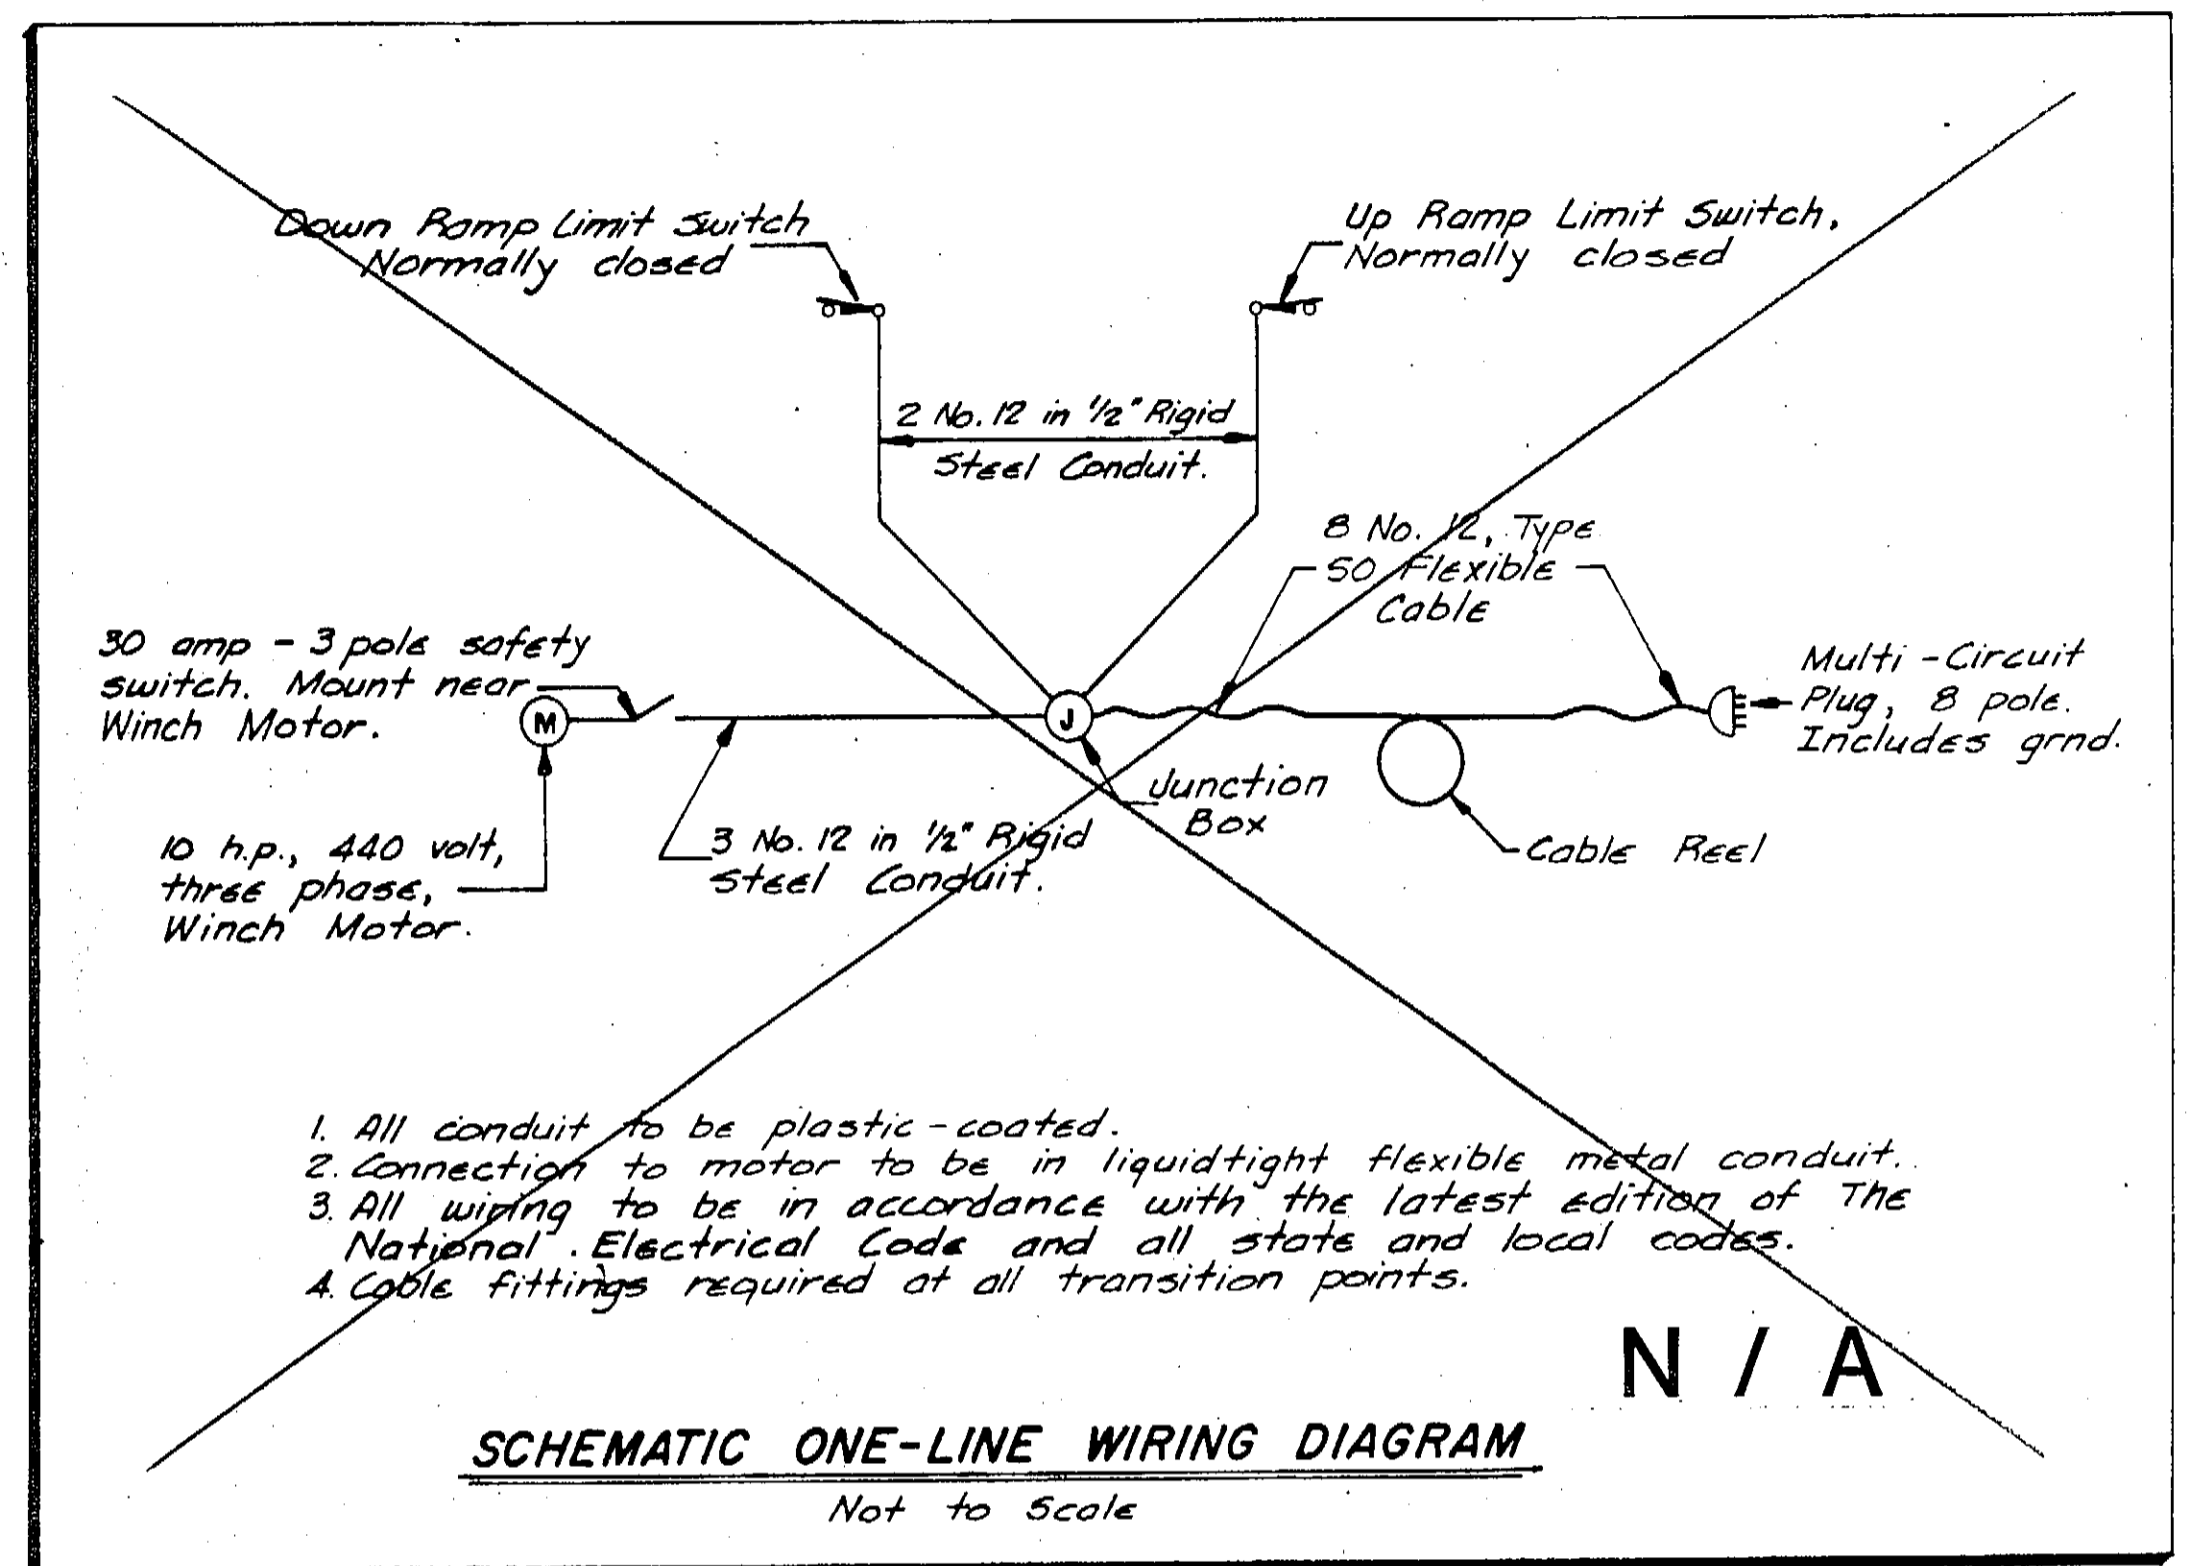 Down Ramp Limit Switch
Normally closed
Up Ramp Limit Switch,
Normally closed
2 No. 12 in 1/2" Rigid
Steel Conduit.
8 No. 12, Type
SO Flexible
Cable
30 amp - 3 pole safety
switch. Mount near
Winch Motor.
M
J
Multi-Circuit
Plug, 8 pole.
Includes grnd.
Junction
Box
10 h.p., 440 volt,
three phase,
Winch Motor.
3 No. 12 in 1/2" Rigid
Steel Conduit.
Cable Reel
1. All conduit to be plastic-coated.
2. Connection to motor to be in liquidtight flexible metal conduit.
3. All wiring to be in accordance with the latest edition of The
National Electrical Code and all state and local codes.
4. Cable fittings required at all transition points.
N / A
SCHEMATIC ONE-LINE WIRING DIAGRAM
Not to Scale